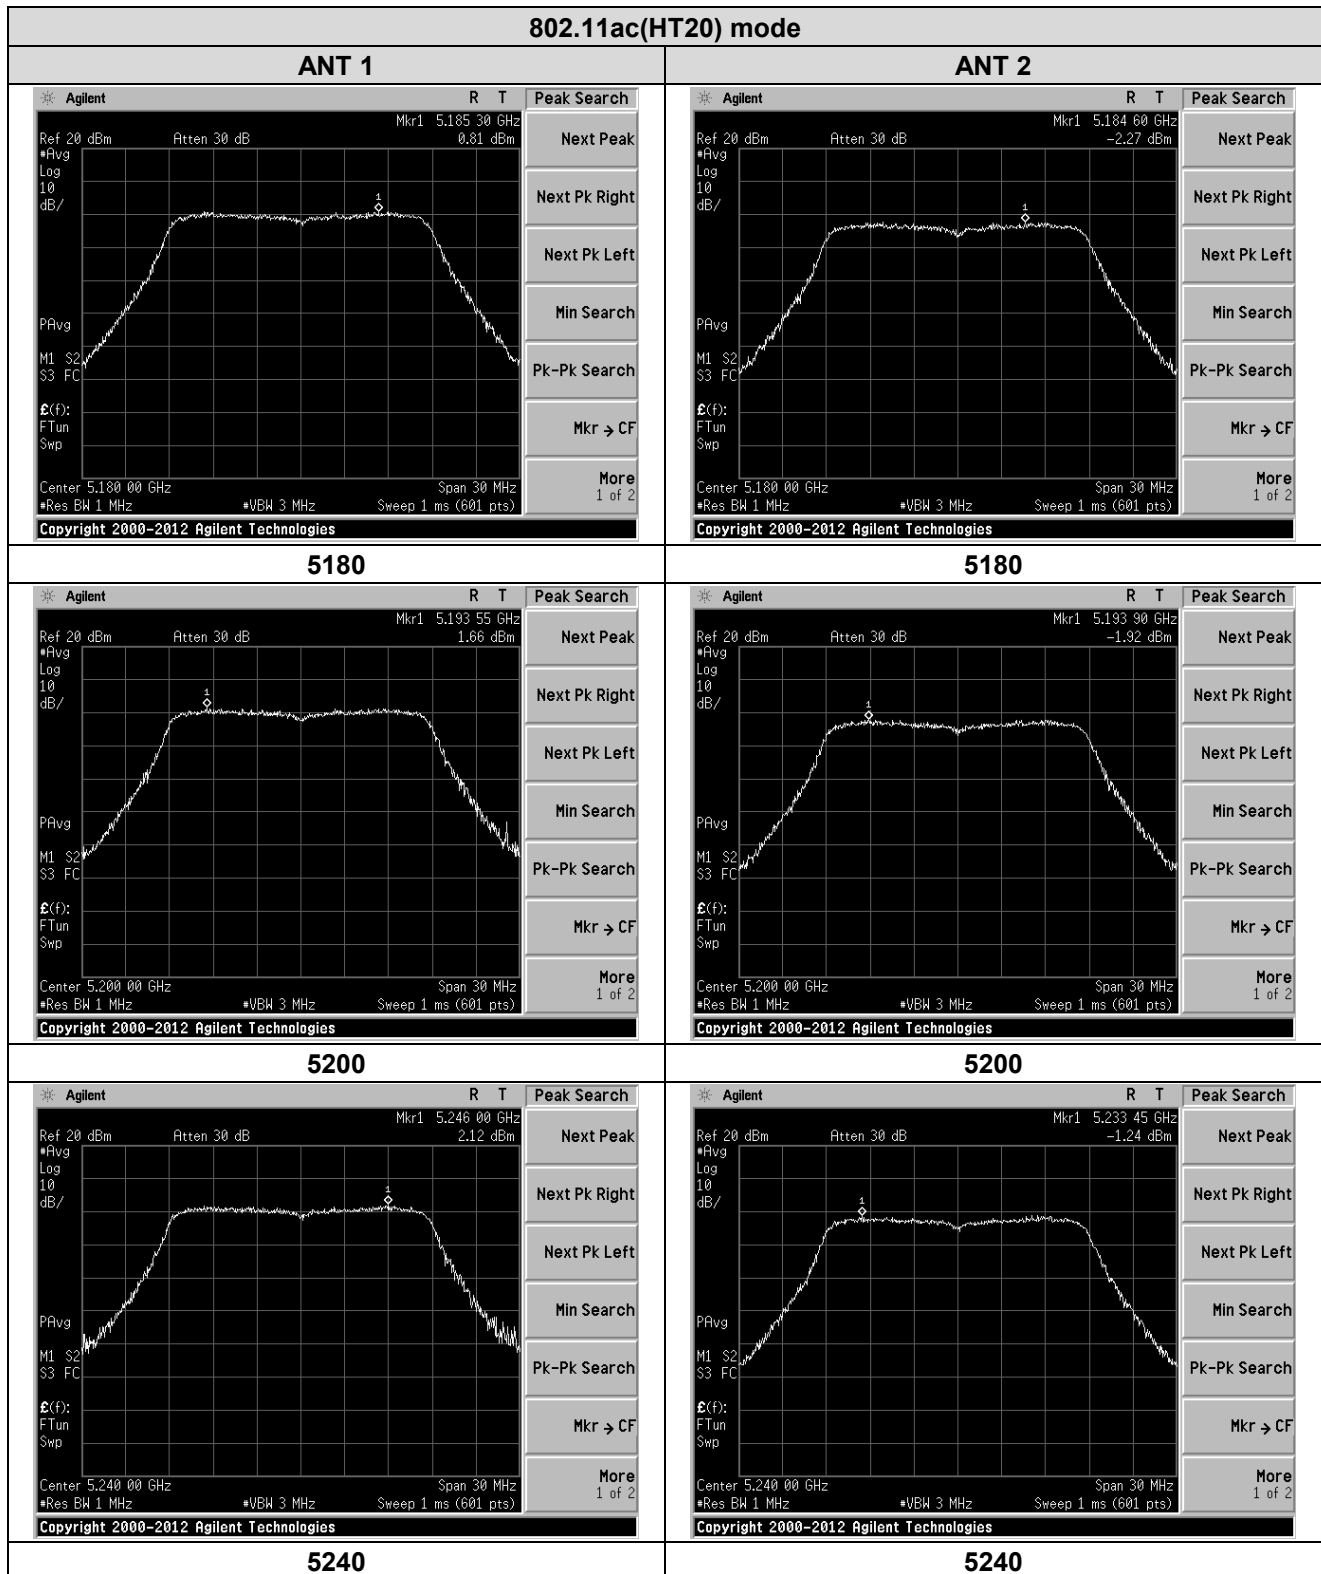 802.11ac(HT20) mode
ANT 1
ANT 2
Agilent R T Peak Search
Mkr1 5.185 30 GHz
Ref 20 dBm Atten 30 dB 0.81 dBm
#Avg
Log
10
dB/
1
PAvg
M1 S2
S3 FC
£(f):
FTun
Swp
Center 5.180 00 GHz Span 30 MHz
#Res BW 1 MHz #VBW 3 MHz Sweep 1 ms (601 pts)
Copyright 2000-2012 Agilent Technologies
Next Peak
Next Pk Right
Next Pk Left
Min Search
Pk-Pk Search
Mkr → CF
More
1 of 2
Agilent R T Peak Search
Mkr1 5.184 60 GHz
Ref 20 dBm Atten 30 dB -2.27 dBm
#Avg
Log
10
dB/
1
PAvg
M1 S2
S3 FC
£(f):
FTun
Swp
Center 5.180 00 GHz Span 30 MHz
#Res BW 1 MHz #VBW 3 MHz Sweep 1 ms (601 pts)
Copyright 2000-2012 Agilent Technologies
Next Peak
Next Pk Right
Next Pk Left
Min Search
Pk-Pk Search
Mkr → CF
More
1 of 2
5180
5180
Agilent R T Peak Search
Mkr1 5.193 55 GHz
Ref 20 dBm Atten 30 dB 1.66 dBm
#Avg
Log
10
dB/
1
PAvg
M1 S2
S3 FC
£(f):
FTun
Swp
Center 5.200 00 GHz Span 30 MHz
#Res BW 1 MHz #VBW 3 MHz Sweep 1 ms (601 pts)
Copyright 2000-2012 Agilent Technologies
Next Peak
Next Pk Right
Next Pk Left
Min Search
Pk-Pk Search
Mkr → CF
More
1 of 2
Agilent R T Peak Search
Mkr1 5.193 90 GHz
Ref 20 dBm Atten 30 dB -1.92 dBm
#Avg
Log
10
dB/
1
PAvg
M1 S2
S3 FC
£(f):
FTun
Swp
Center 5.200 00 GHz Span 30 MHz
#Res BW 1 MHz #VBW 3 MHz Sweep 1 ms (601 pts)
Copyright 2000-2012 Agilent Technologies
Next Peak
Next Pk Right
Next Pk Left
Min Search
Pk-Pk Search
Mkr → CF
More
1 of 2
5200
5200
Agilent R T Peak Search
Mkr1 5.246 00 GHz
Ref 20 dBm Atten 30 dB 2.12 dBm
#Avg
Log
10
dB/
1
PAvg
M1 S2
S3 FC
£(f):
FTun
Swp
Center 5.240 00 GHz Span 30 MHz
#Res BW 1 MHz #VBW 3 MHz Sweep 1 ms (601 pts)
Copyright 2000-2012 Agilent Technologies
Next Peak
Next Pk Right
Next Pk Left
Min Search
Pk-Pk Search
Mkr → CF
More
1 of 2
Agilent R T Peak Search
Mkr1 5.233 45 GHz
Ref 20 dBm Atten 30 dB -1.24 dBm
#Avg
Log
10
dB/
1
PAvg
M1 S2
S3 FC
£(f):
FTun
Swp
Center 5.240 00 GHz Span 30 MHz
#Res BW 1 MHz #VBW 3 MHz Sweep 1 ms (601 pts)
Copyright 2000-2012 Agilent Technologies
Next Peak
Next Pk Right
Next Pk Left
Min Search
Pk-Pk Search
Mkr → CF
More
1 of 2
5240
5240